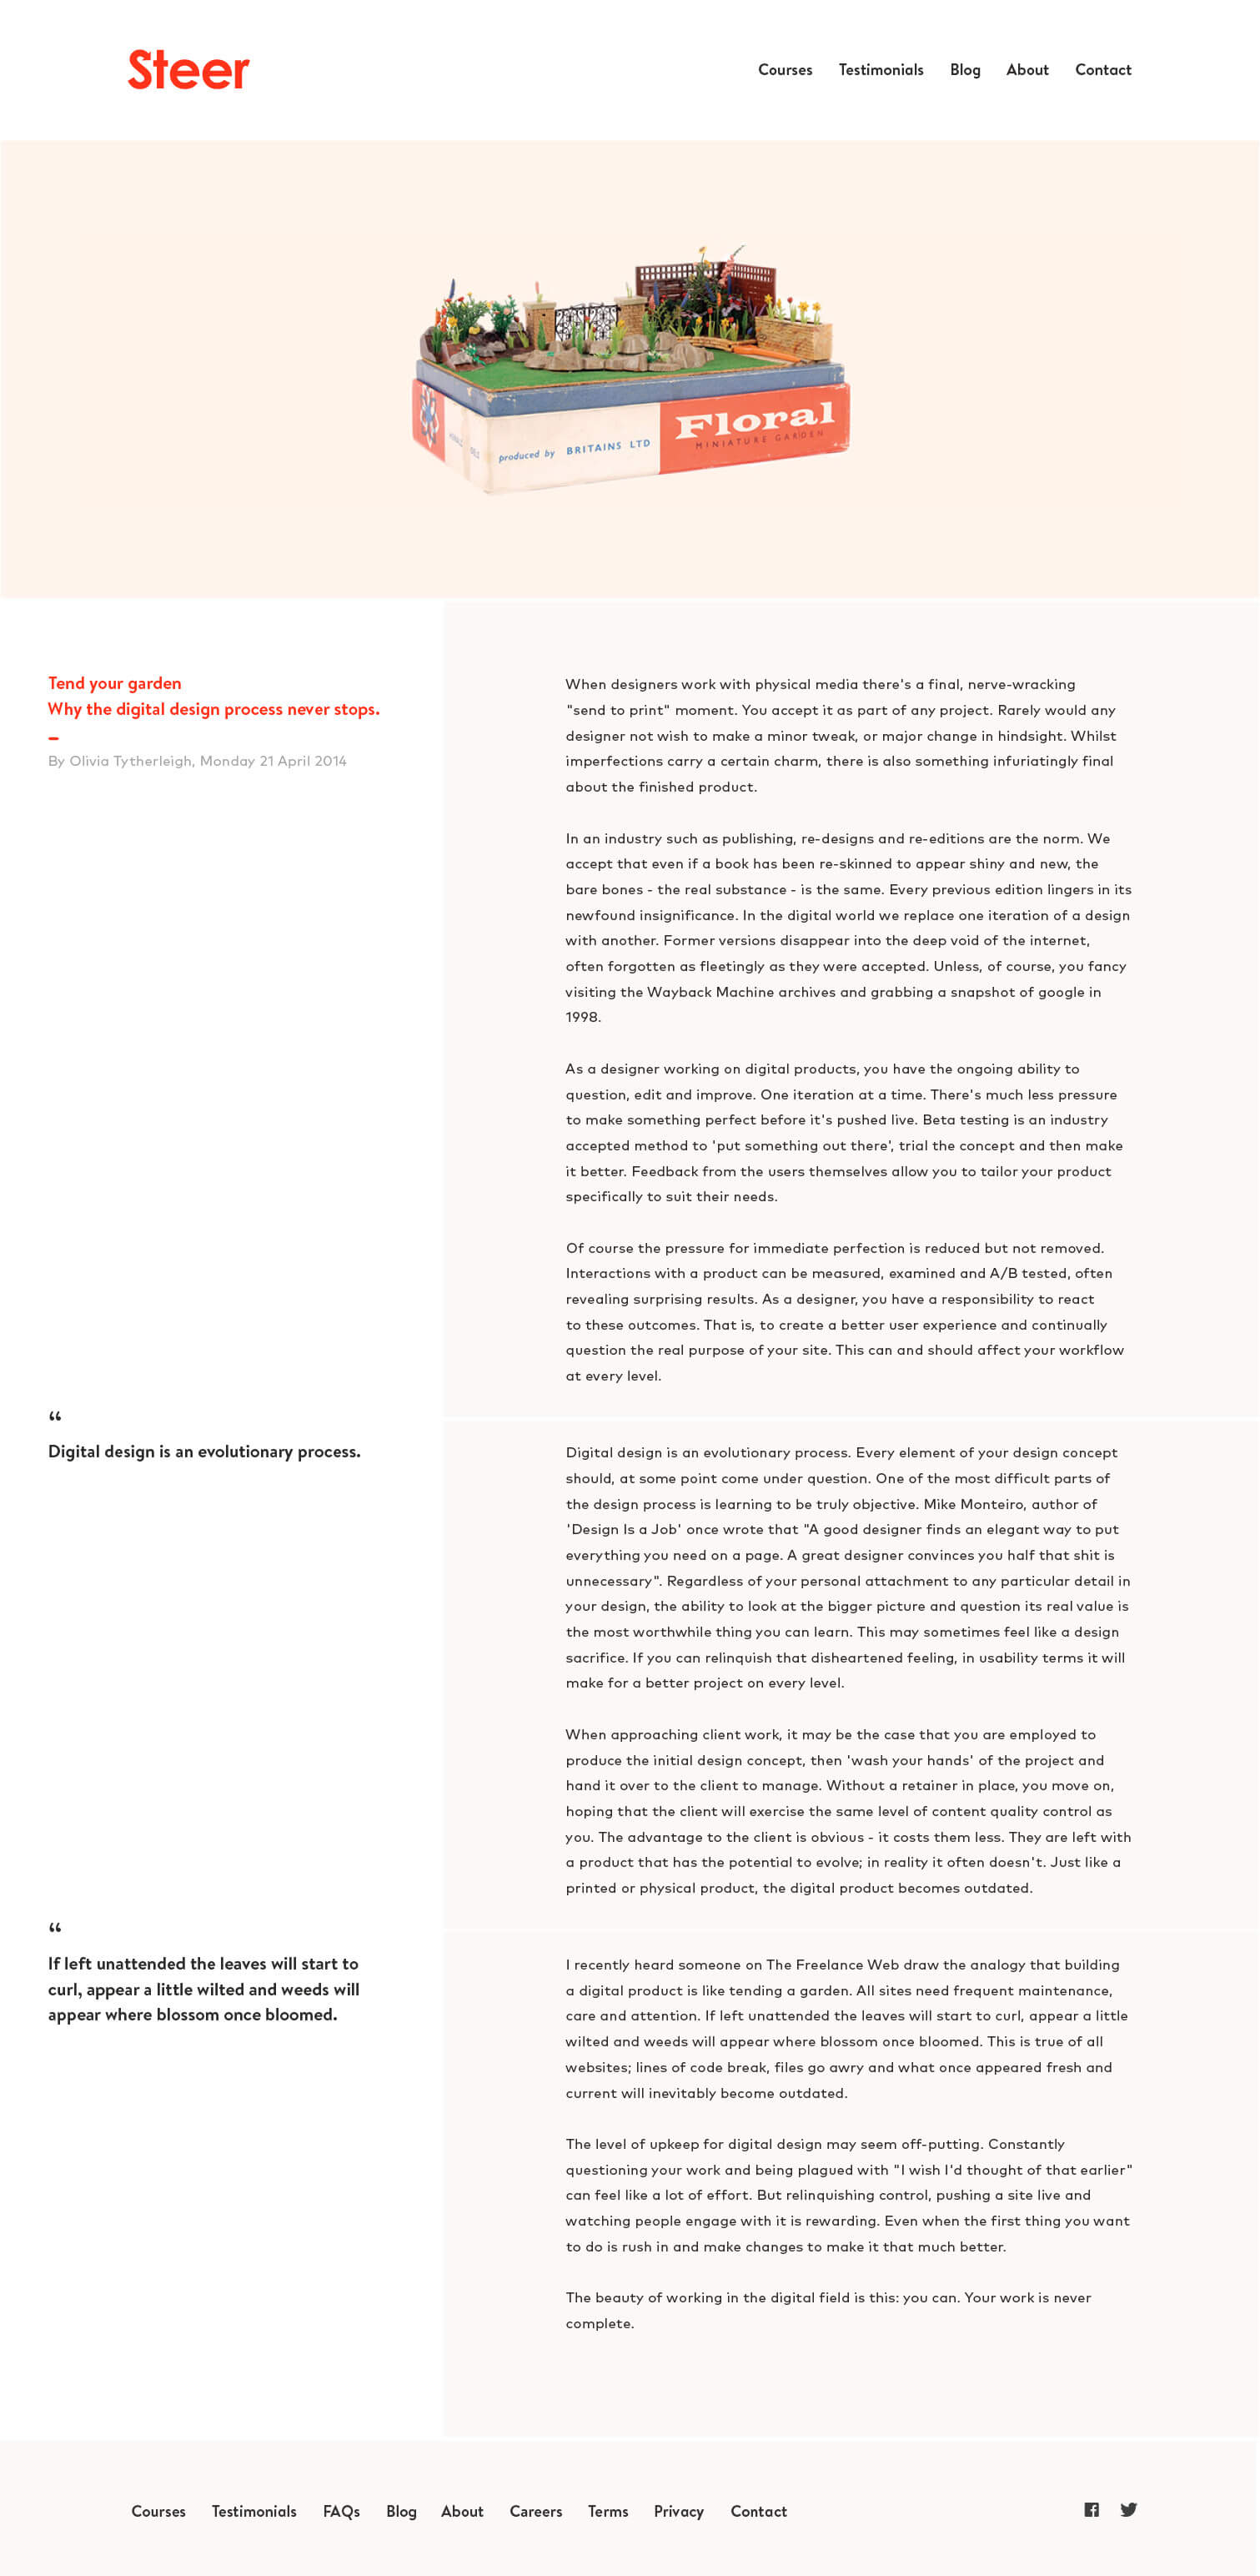 Steer
Courses
Testimonials
Blog
About
Contact
Floral
MINIATURE GARDEN
produced by BRITAINS LTD
Tend your garden
Why the digital design process never stops.
–
By Olivia Tytherleigh, Monday 21 April 2014
When designers work with physical media there's a final, nerve-wracking
"send to print" moment. You accept it as part of any project. Rarely would any
designer not wish to make a minor tweak, or major change in hindsight. Whilst
imperfections carry a certain charm, there is also something infuriatingly final
about the finished product.
In an industry such as publishing, re-designs and re-editions are the norm. We
accept that even if a book has been re-skinned to appear shiny and new, the
bare bones - the real substance - is the same. Every previous edition lingers in its
newfound insignificance. In the digital world we replace one iteration of a design
with another. Former versions disappear into the deep void of the internet,
often forgotten as fleetingly as they were accepted. Unless, of course, you fancy
visiting the Wayback Machine archives and grabbing a snapshot of google in
1998.
As a designer working on digital products, you have the ongoing ability to
question, edit and improve. One iteration at a time. There's much less pressure
to make something perfect before it's pushed live. Beta testing is an industry
accepted method to 'put something out there', trial the concept and then make
it better. Feedback from the users themselves allow you to tailor your product
specifically to suit their needs.
Of course the pressure for immediate perfection is reduced but not removed.
Interactions with a product can be measured, examined and A/B tested, often
revealing surprising results. As a designer, you have a responsibility to react
to these outcomes. That is, to create a better user experience and continually
question the real purpose of your site. This can and should affect your workflow
at every level.
“
Digital design is an evolutionary process.
Digital design is an evolutionary process. Every element of your design concept
should, at some point come under question. One of the most difficult parts of
the design process is learning to be truly objective. Mike Monteiro, author of
'Design Is a Job' once wrote that "A good designer finds an elegant way to put
everything you need on a page. A great designer convinces you half that shit is
unnecessary". Regardless of your personal attachment to any particular detail in
your design, the ability to look at the bigger picture and question its real value is
the most worthwhile thing you can learn. This may sometimes feel like a design
sacrifice. If you can relinquish that disheartened feeling, in usability terms it will
make for a better project on every level.
When approaching client work, it may be the case that you are employed to
produce the initial design concept, then 'wash your hands' of the project and
hand it over to the client to manage. Without a retainer in place, you move on,
hoping that the client will exercise the same level of content quality control as
you. The advantage to the client is obvious - it costs them less. They are left with
a product that has the potential to evolve; in reality it often doesn't. Just like a
printed or physical product, the digital product becomes outdated.
“
If left unattended the leaves will start to
curl, appear a little wilted and weeds will
appear where blossom once bloomed.
I recently heard someone on The Freelance Web draw the analogy that building
a digital product is like tending a garden. All sites need frequent maintenance,
care and attention. If left unattended the leaves will start to curl, appear a little
wilted and weeds will appear where blossom once bloomed. This is true of all
websites; lines of code break, files go awry and what once appeared fresh and
current will inevitably become outdated.
The level of upkeep for digital design may seem off-putting. Constantly
questioning your work and being plagued with "I wish I'd thought of that earlier"
can feel like a lot of effort. But relinquishing control, pushing a site live and
watching people engage with it is rewarding. Even when the first thing you want
to do is rush in and make changes to make it that much better.
The beauty of working in the digital field is this: you can. Your work is never
complete.
Courses
Testimonials
FAQs
Blog
About
Careers
Terms
Privacy
Contact